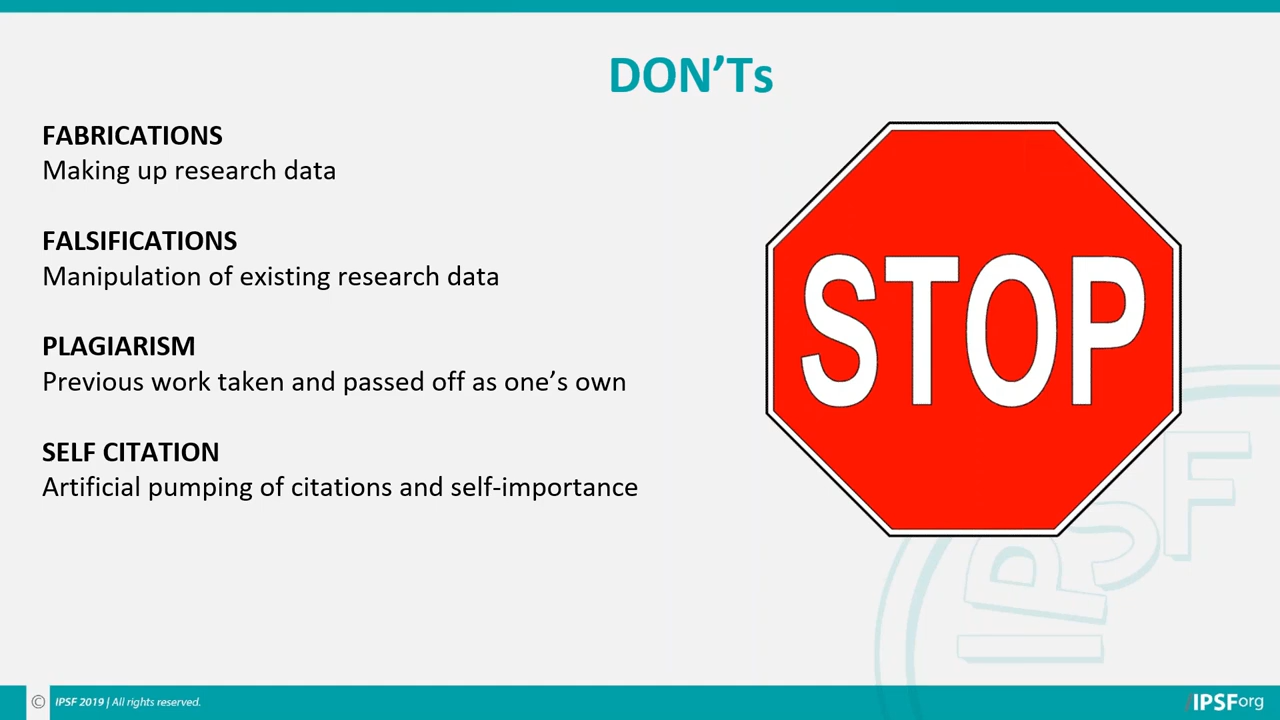 DON'Ts
FABRICATIONS
Making up research data
FALSIFICATIONS
Manipulation of existing research data
PLAGIARISM
Previous work taken and passed off as one's own
SELF CITATION
Artificial pumping of citations and self-importance
STOP
IPSF
© IPSF 2019 | All rights reserved.
/IPSForg